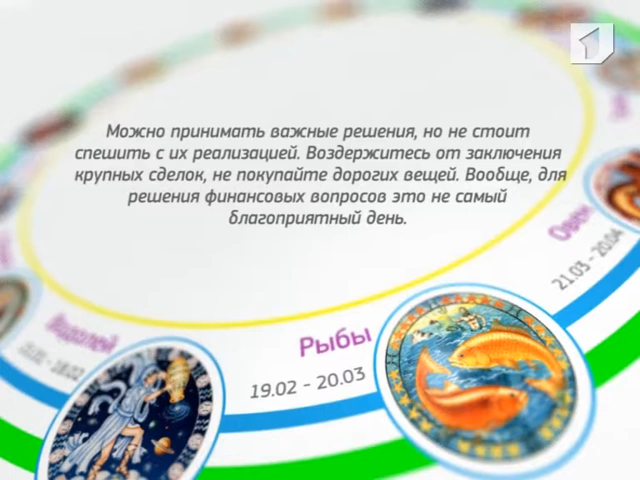 Можно принимать важные решения, но не стоит
спешить с их реализацией. Воздержитесь от заключения
крупных сделок, не покупайте дорогих вещей. Вообще, для
решения финансовых вопросов это не самый
благоприятный день.
Овен
21.03 - 20.04
Рыбы
19.02 - 20.03
Водолей